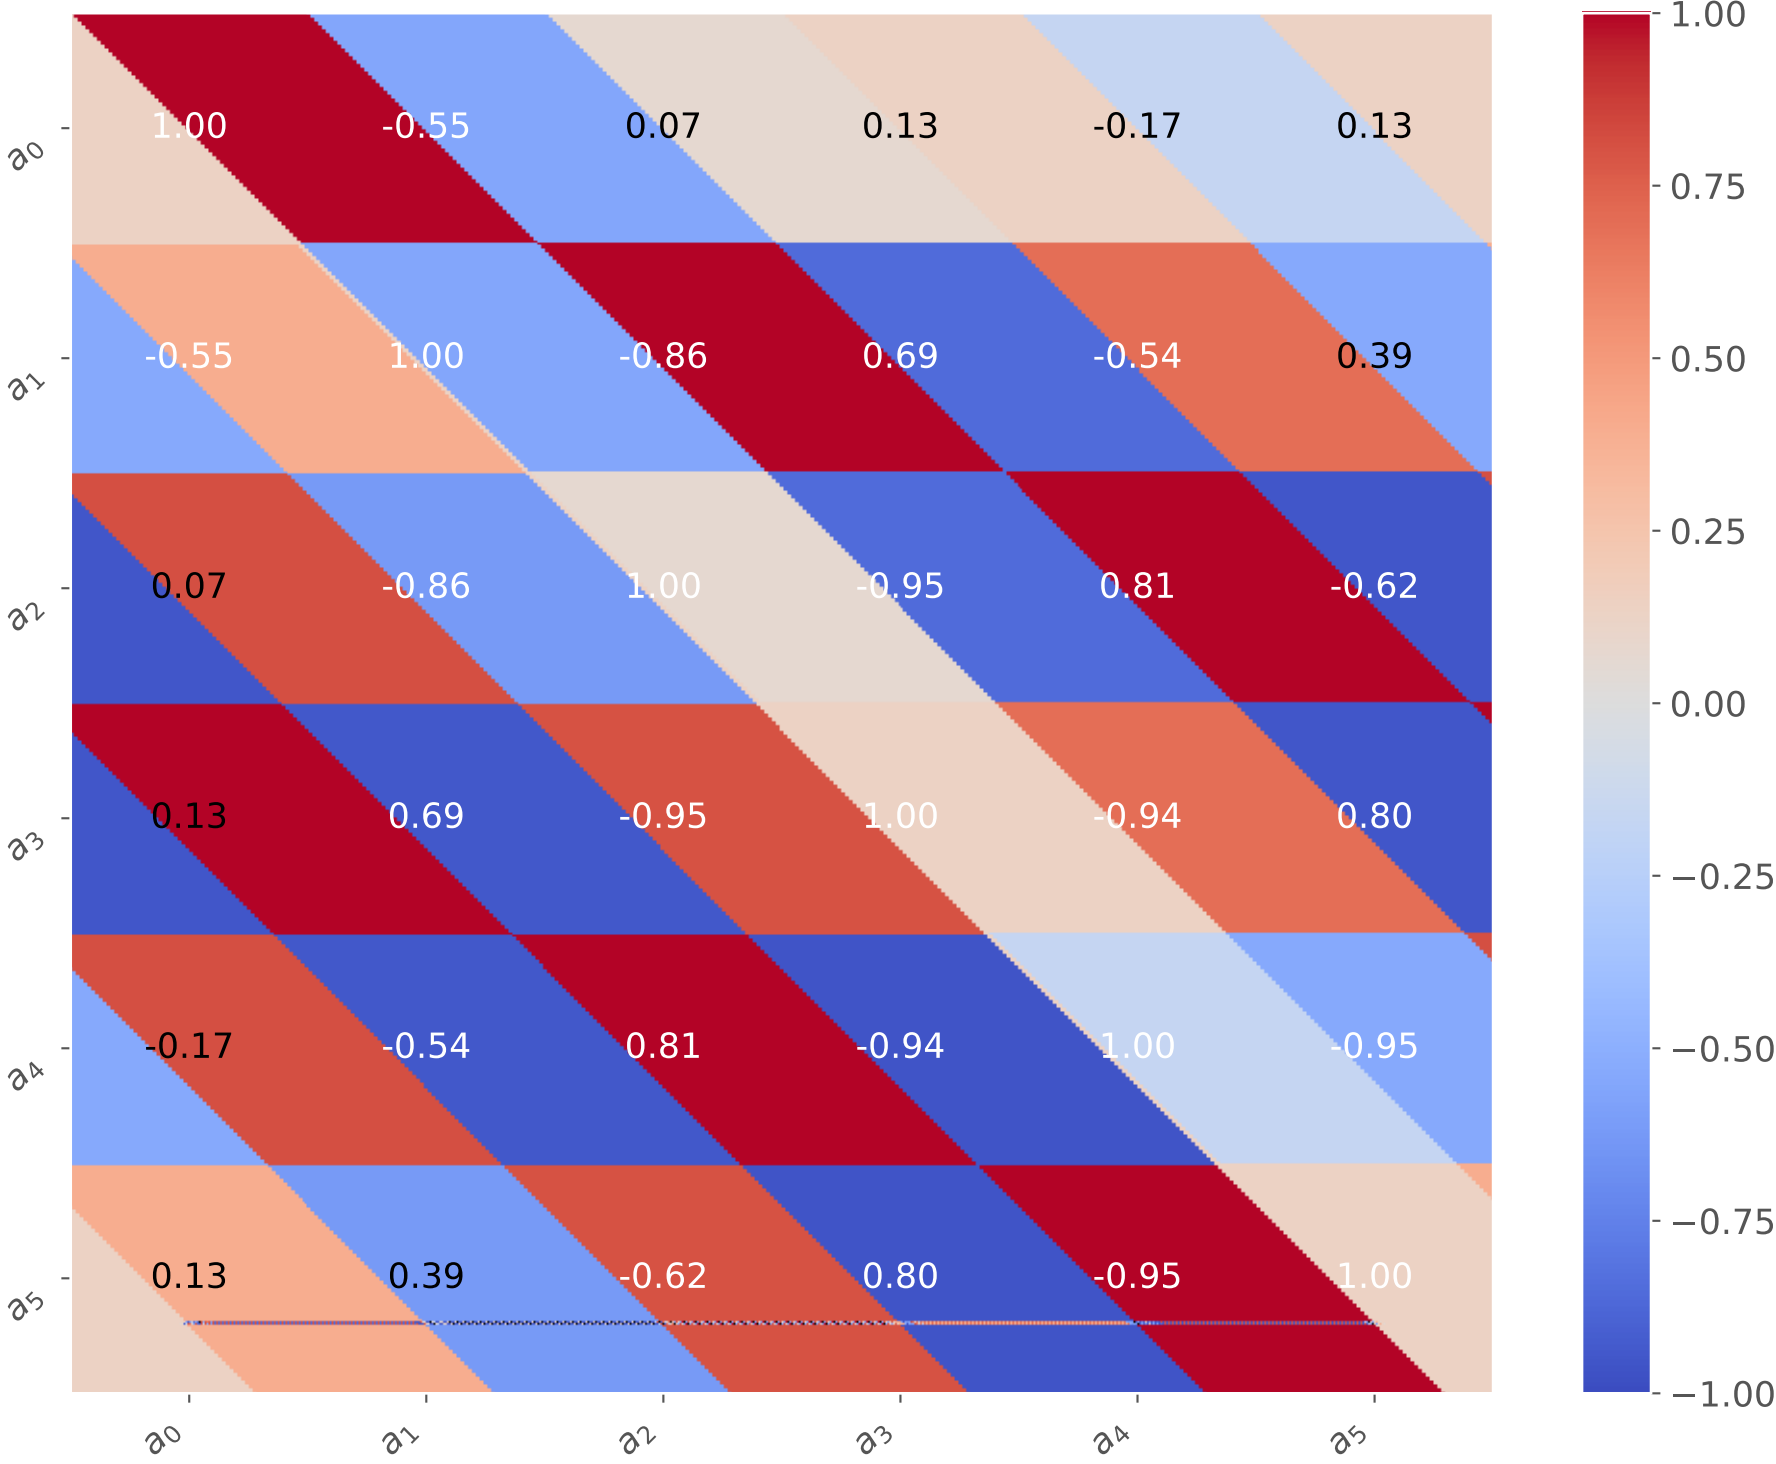 1.00
a₀ 1.00 -0.55 0.07 0.13 -0.17 0.13
0.75
a₁ -0.55 1.00 -0.86 0.69 -0.54 0.39
0.50
0.25
a₂ 0.07 -0.86 1.00 -0.95 0.81 -0.62
0.00
a₃ 0.13 0.69 -0.95 1.00 -0.94 0.80
−0.25
a₄ -0.17 -0.54 0.81 -0.94 1.00 -0.95
−0.50
−0.75
a₅ 0.13 0.39 -0.62 0.80 -0.95 1.00
−1.00
a₀ a₁ a₂ a₃ a₄ a₅